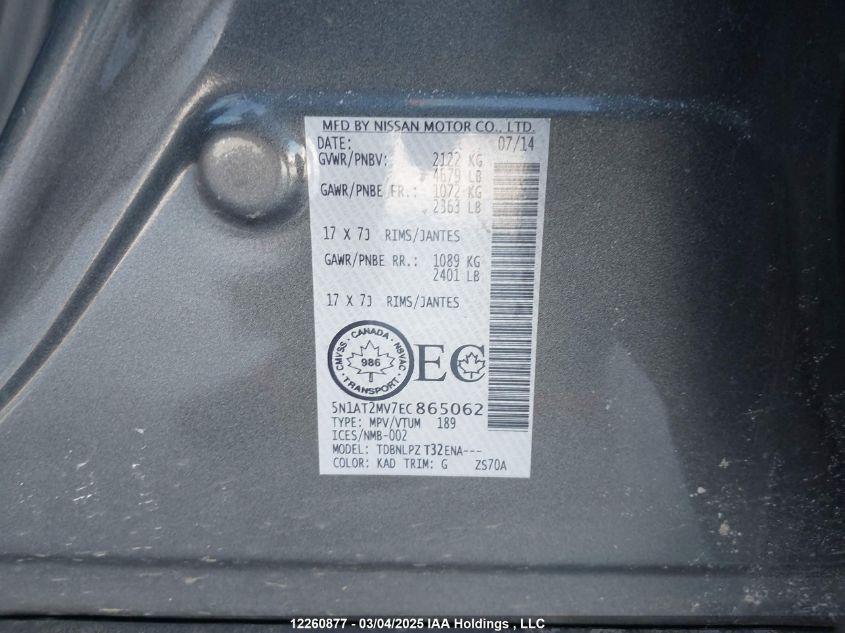 MFD BY NISSAN MOTOR CO., LTD.
DATE: 07/14
GVWR/PNBV: 2122 KG
4679 LB
GAWR/PNBE FR.: 1072 KG
2363 LB
17 X 7J RIMS/JANTES
GAWR/PNBE RR.: 1089 KG
2401 LB
17 X 7J RIMS/JANTES
CANADA
CMVSS NSVAC
986
TRANSPORT
EC
5N1AT2MV7EC865062
TYPE: MPV/VTUM 189
ICES/NMB-002
MODEL: TDBNLPZ T32ENA---
COLOR: KAD TRIM: G ZS70A
12260877 - 03/04/2025 IAA Holdings , LLC